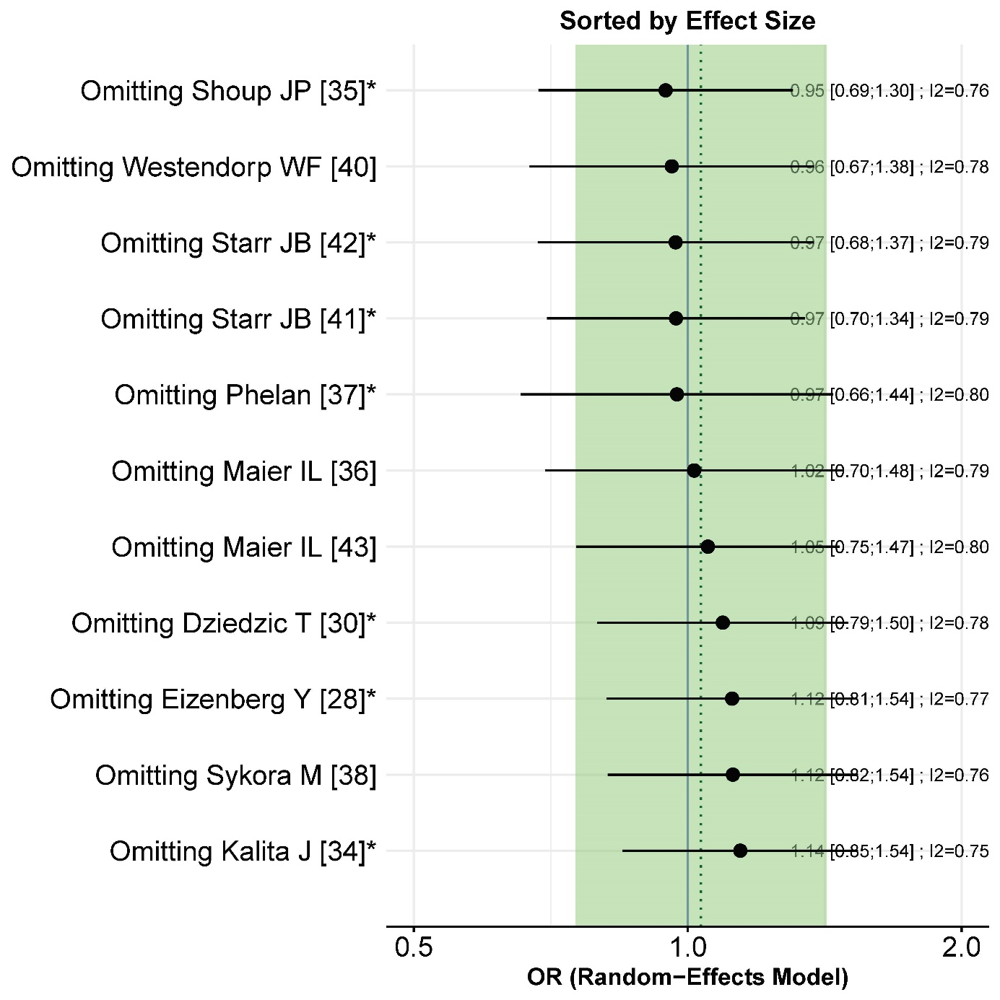 Sorted by Effect Size
Omitting Shoup JP [35]* 0.95 [0.69;1.30] ; I2=0.76
Omitting Westendorp WF [40] 0.96 [0.67;1.38] ; I2=0.78
Omitting Starr JB [42]* 0.97 [0.68;1.37] ; I2=0.79
Omitting Starr JB [41]* 0.97 [0.70;1.34] ; I2=0.79
Omitting Phelan [37]* 0.97 [0.66;1.44] ; I2=0.80
Omitting Maier IL [36] 1.02 [0.70;1.48] ; I2=0.79
Omitting Maier IL [43] 1.05 [0.75;1.47] ; I2=0.80
Omitting Dziedzic T [30]* 1.09 [0.79;1.50] ; I2=0.78
Omitting Eizenberg Y [28]* 1.12 [0.81;1.54] ; I2=0.77
Omitting Sykora M [38] 1.12 [0.82;1.54] ; I2=0.76
Omitting Kalita J [34]* 1.14 [0.85;1.54] ; I2=0.75
0.5 1.0 2.0
OR (Random−Effects Model)